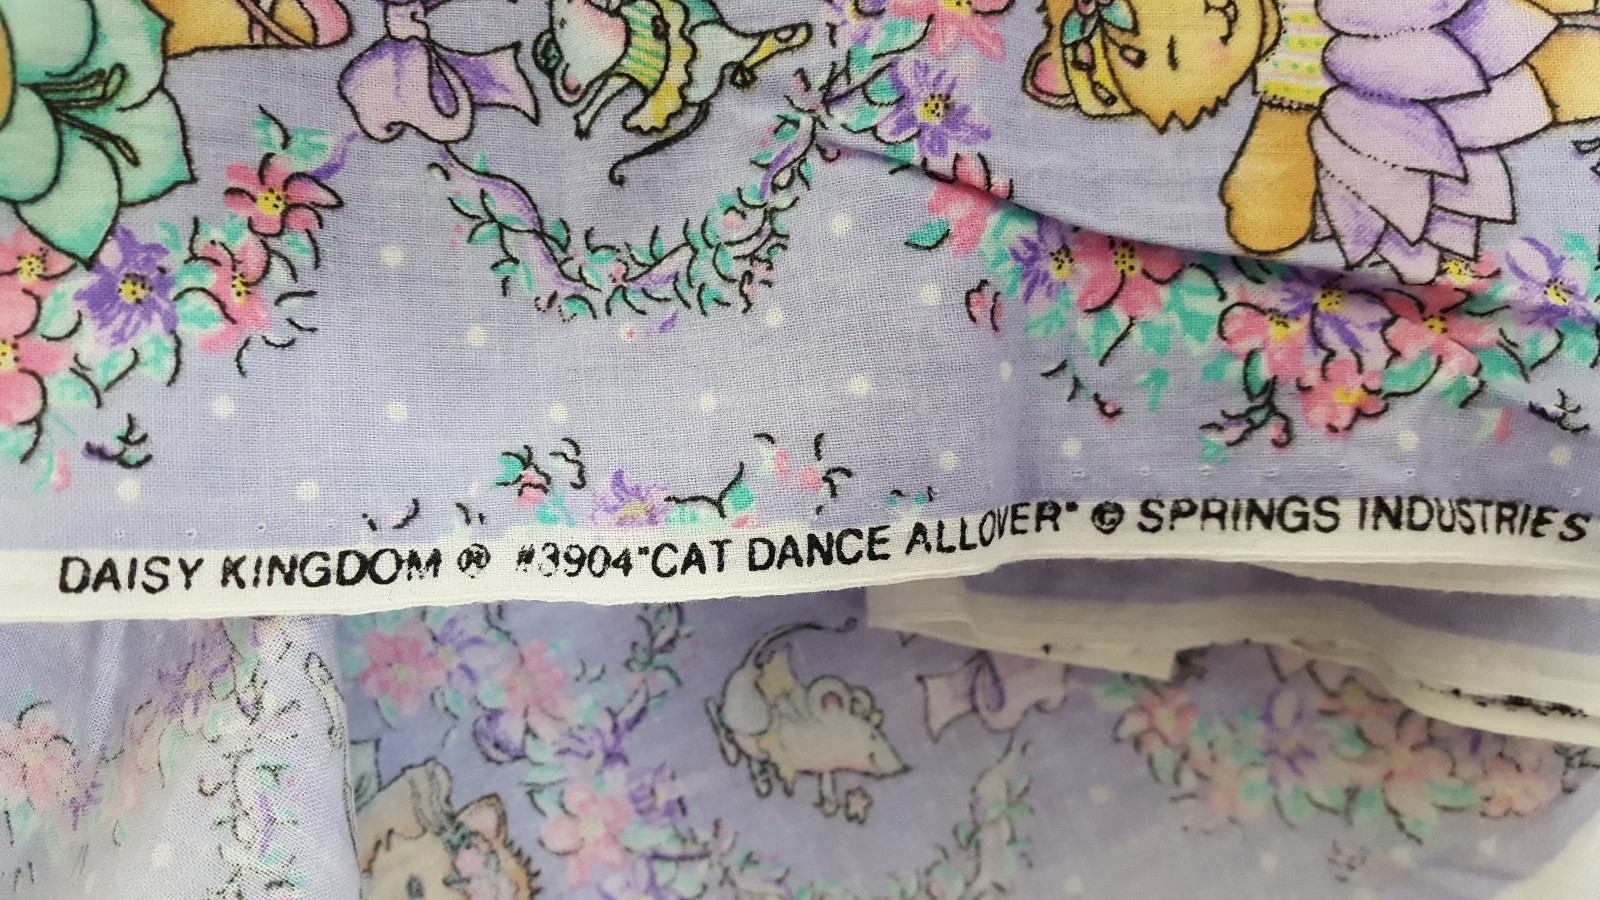 DAISY KINGDOM ® #3904 "CAT DANCE ALLOVER" © SPRINGS INDUSTRIES